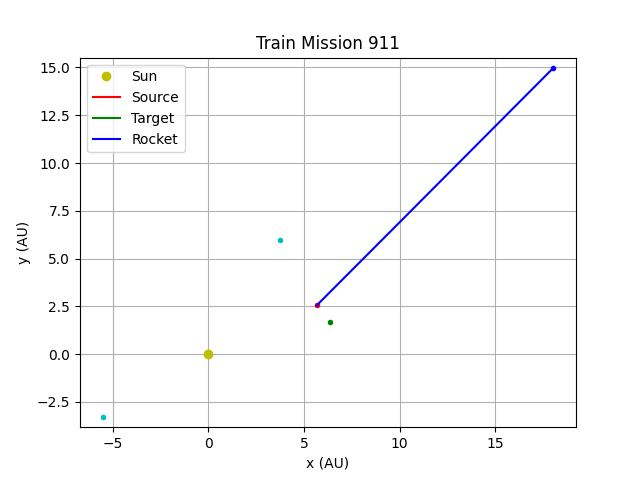 Train Mission 911
Sun
Source
Target
Rocket
15.0
12.5
10.0
7.5
5.0
2.5
0.0
−2.5
y (AU)
−5 0 5 10 15
x (AU)